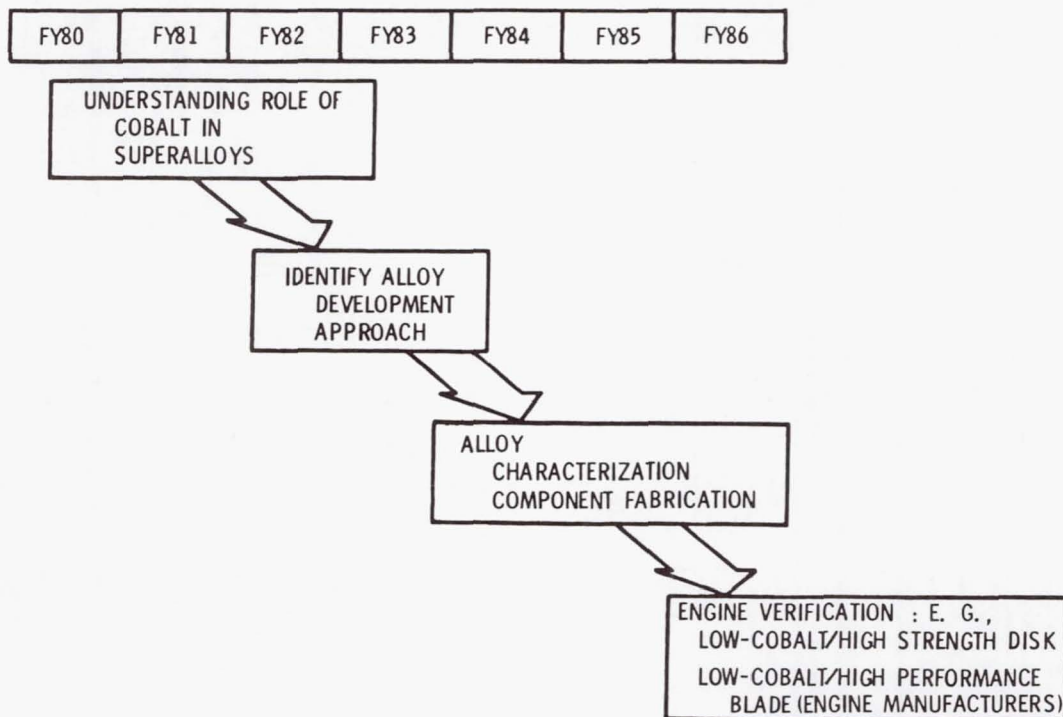 FY80 FY81 FY82 FY83 FY84 FY85 FY86
UNDERSTANDING ROLE OF
COBALT IN
SUPERALLOYS
IDENTIFY ALLOY
DEVELOPMENT
APPROACH
ALLOY
CHARACTERIZATION
COMPONENT FABRICATION
ENGINE VERIFICATION : E. G.,
LOW-COBALT/HIGH STRENGTH DISK
LOW-COBALT/HIGH PERFORMANCE
BLADE (ENGINE MANUFACTURERS)